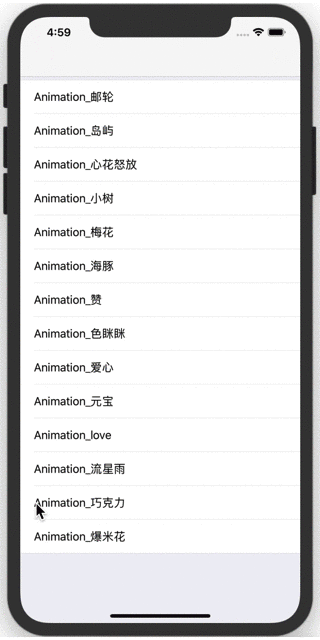 4:59
Animation_邮轮
Animation_岛屿
Animation_心花怒放
Animation_小树
Animation_梅花
Animation_海豚
Animation_赞
Animation_色眯眯
Animation_爱心
Animation_元宝
Animation_love
Animation_流星雨
Animation_巧克力
Animation_爆米花